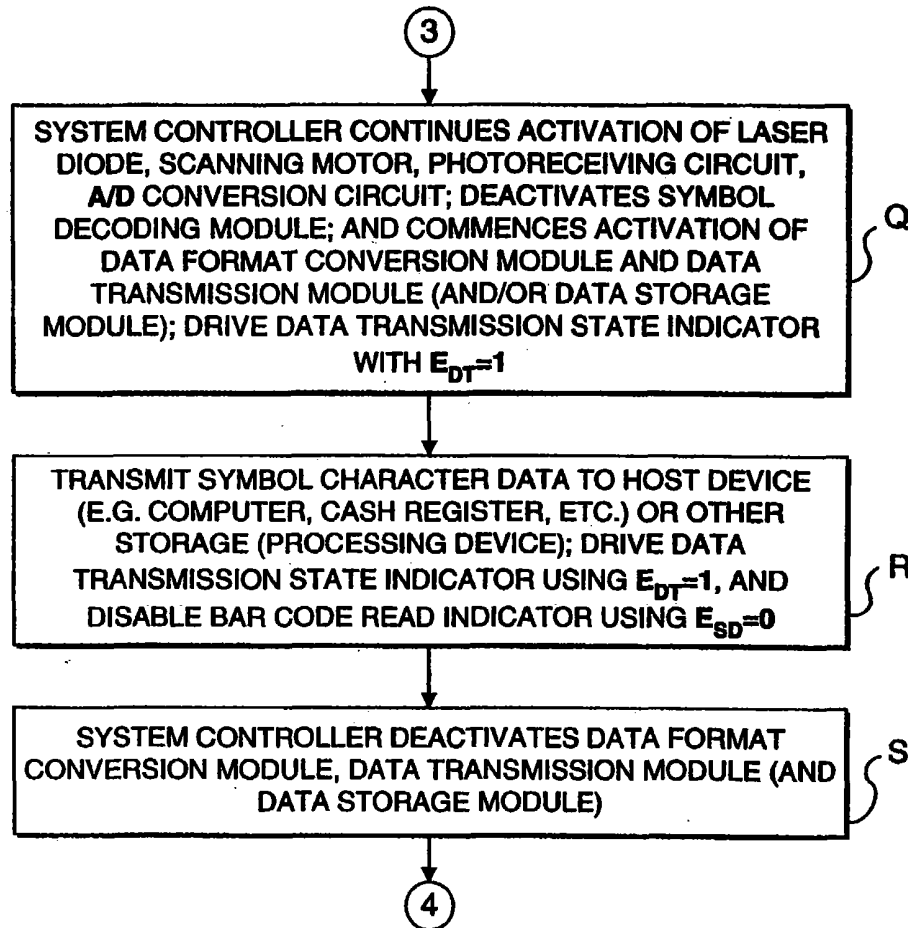 3
SYSTEM CONTROLLER CONTINUES ACTIVATION OF LASER
DIODE, SCANNING MOTOR, PHOTORECEIVING CIRCUIT,
A/D CONVERSION CIRCUIT; DEACTIVATES SYMBOL
DECODING MODULE; AND COMMENCES ACTIVATION OF
DATA FORMAT CONVERSION MODULE AND DATA
TRANSMISSION MODULE (AND/OR DATA STORAGE
MODULE); DRIVE DATA TRANSMISSION STATE INDICATOR
WITH E_DT=1
Q
TRANSMIT SYMBOL CHARACTER DATA TO HOST DEVICE
(E.G. COMPUTER, CASH REGISTER, ETC.) OR OTHER
STORAGE (PROCESSING DEVICE); DRIVE DATA
TRANSMISSION STATE INDICATOR USING E_DT=1, AND
DISABLE BAR CODE READ INDICATOR USING E_SD=0
R
SYSTEM CONTROLLER DEACTIVATES DATA FORMAT
CONVERSION MODULE, DATA TRANSMISSION MODULE (AND
DATA STORAGE MODULE)
S
4